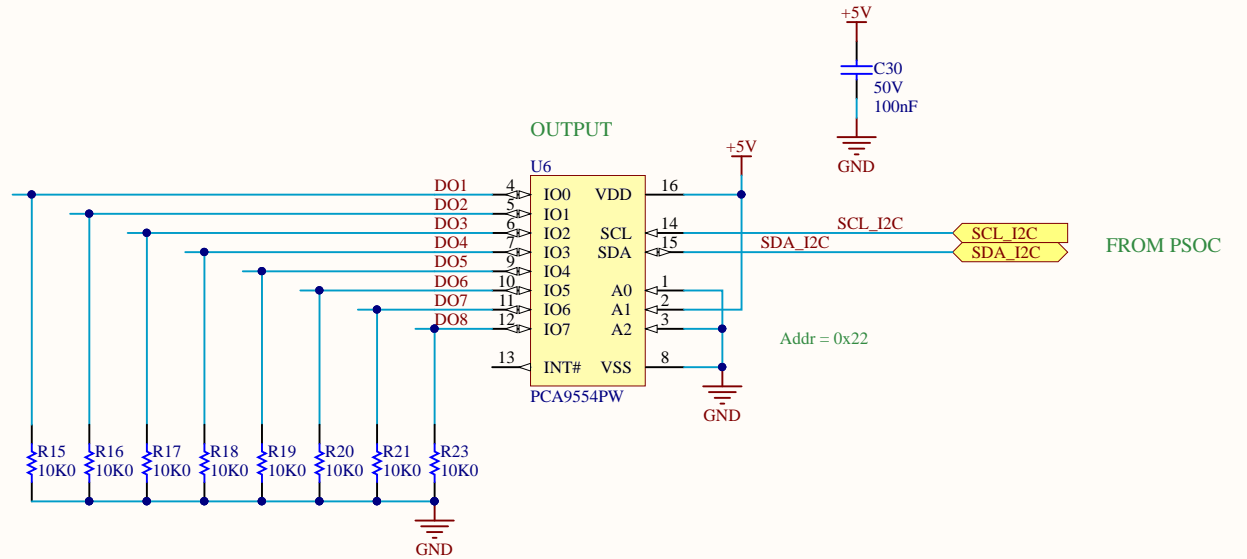 +5V
C30
50V
100nF
GND
OUTPUT
+5V
U6
DO1 4 IO0 VDD 16
DO2 5 IO1
DO3 6 IO2 SCL 14 SCL_I2C SCL_I2C
DO4 7 IO3 SDA 15 SDA_I2C SDA_I2C
FROM PSOC
DO5 9 IO4
DO6 10 IO5 A0 1
DO7 11 IO6 A1 2
DO8 12 IO7 A2 3
Addr = 0x22
13 INT# VSS 8
PCA9554PW
GND
R15 R16 R17 R18 R19 R20 R21 R23
10K0 10K0 10K0 10K0 10K0 10K0 10K0 10K0
GND